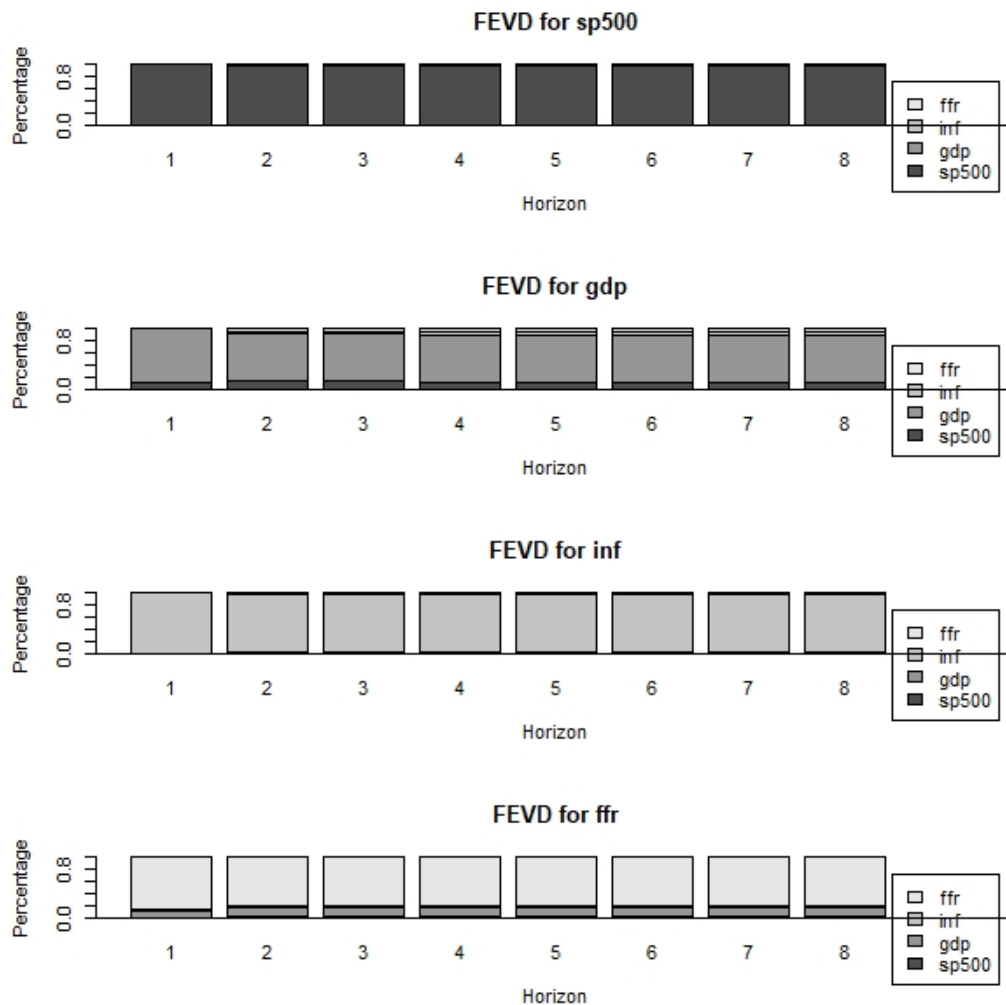 FEVD for sp500
Percentage
0.8
0.0
1 2 3 4 5 6 7 8
Horizon
ffr
inf
gdp
sp500
FEVD for gdp
Percentage
0.8
0.0
1 2 3 4 5 6 7 8
Horizon
ffr
inf
gdp
sp500
FEVD for inf
Percentage
0.8
0.0
1 2 3 4 5 6 7 8
Horizon
ffr
inf
gdp
sp500
FEVD for ffr
Percentage
0.8
0.0
1 2 3 4 5 6 7 8
Horizon
ffr
inf
gdp
sp500